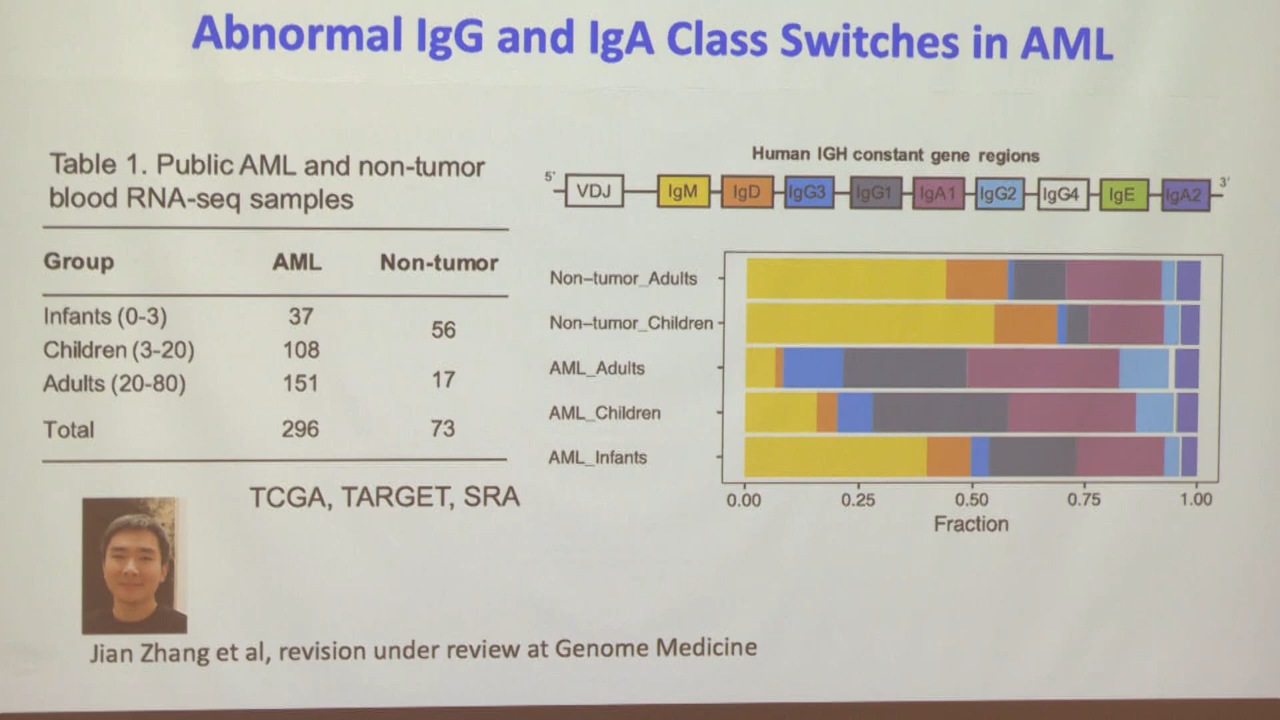 Abnormal IgG and IgA Class Switches in AML
Table 1. Public AML and non-tumor
blood RNA-seq samples
Group AML Non-tumor
Infants (0-3) 37 56
Children (3-20) 108
Adults (20-80) 151 17
Total 296 73
TCGA, TARGET, SRA
Human IGH constant gene regions
5' VDJ IgM IgD IgG3 IgG1 IgA1 IgG2 IgG4 IgE IgA2 3'
Non-tumor_Adults
Non-tumor_Children
AML_Adults
AML_Children
AML_Infants
0.00 0.25 0.50 0.75 1.00
Fraction
Jian Zhang et al, revision under review at Genome Medicine